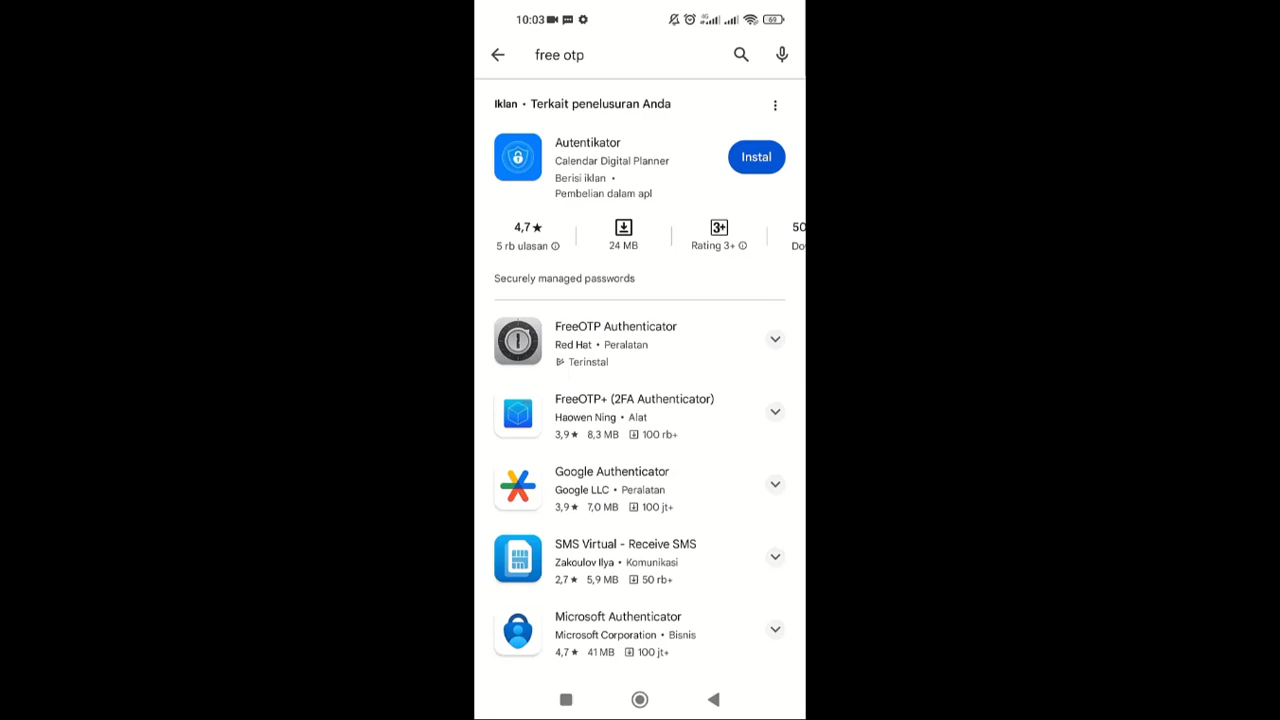 10:03
4G
69
free otp
Iklan • Terkait penelusuran Anda
Autentikator
Calendar Digital Planner
Berisi iklan •
Pembelian dalam apl
Instal
4,7★
5 rb ulasan
24 MB
3+
Rating 3+
50
Do
Securely managed passwords
FreeOTP Authenticator
Red Hat • Peralatan
Terinstal
FreeOTP+ (2FA Authenticator)
Haowen Ning • Alat
3,9★ 8,3 MB 100 rb+
Google Authenticator
Google LLC • Peralatan
3,9★ 7,0 MB 100 jt+
SMS Virtual - Receive SMS
Zakoulov Ilya • Komunikasi
2,7★ 5,9 MB 50 rb+
Microsoft Authenticator
Microsoft Corporation • Bisnis
4,7★ 41 MB 100 jt+